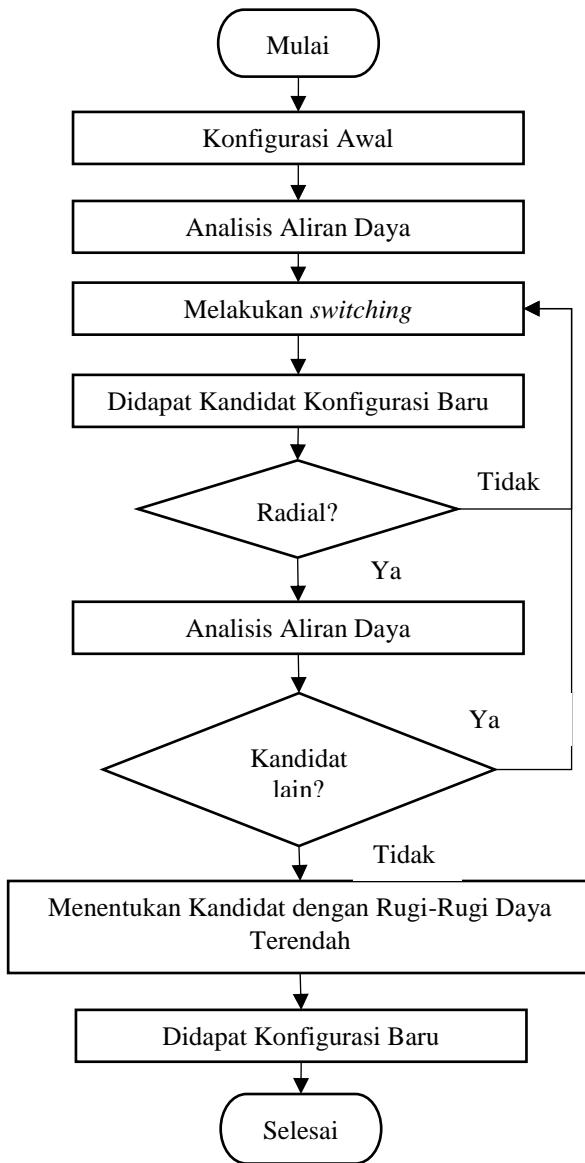 Mulai
Konfigurasi Awal
Analisis Aliran Daya
Melakukan switching
Didapat Kandidat Konfigurasi Baru
Radial?
Tidak
Ya
Analisis Aliran Daya
Ya
Kandidat
lain?
Tidak
Menentukan Kandidat dengan Rugi-Rugi Daya
Terendah
Didapat Konfigurasi Baru
Selesai